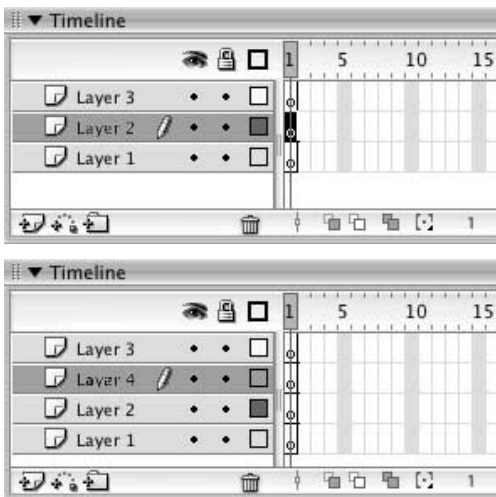 Timeline
1 5 10 15
Layer 3
Layer 2
Layer 1
1
Timeline
1 5 10 15
Layer 3
Layer 4
Layer 2
Layer 1
1